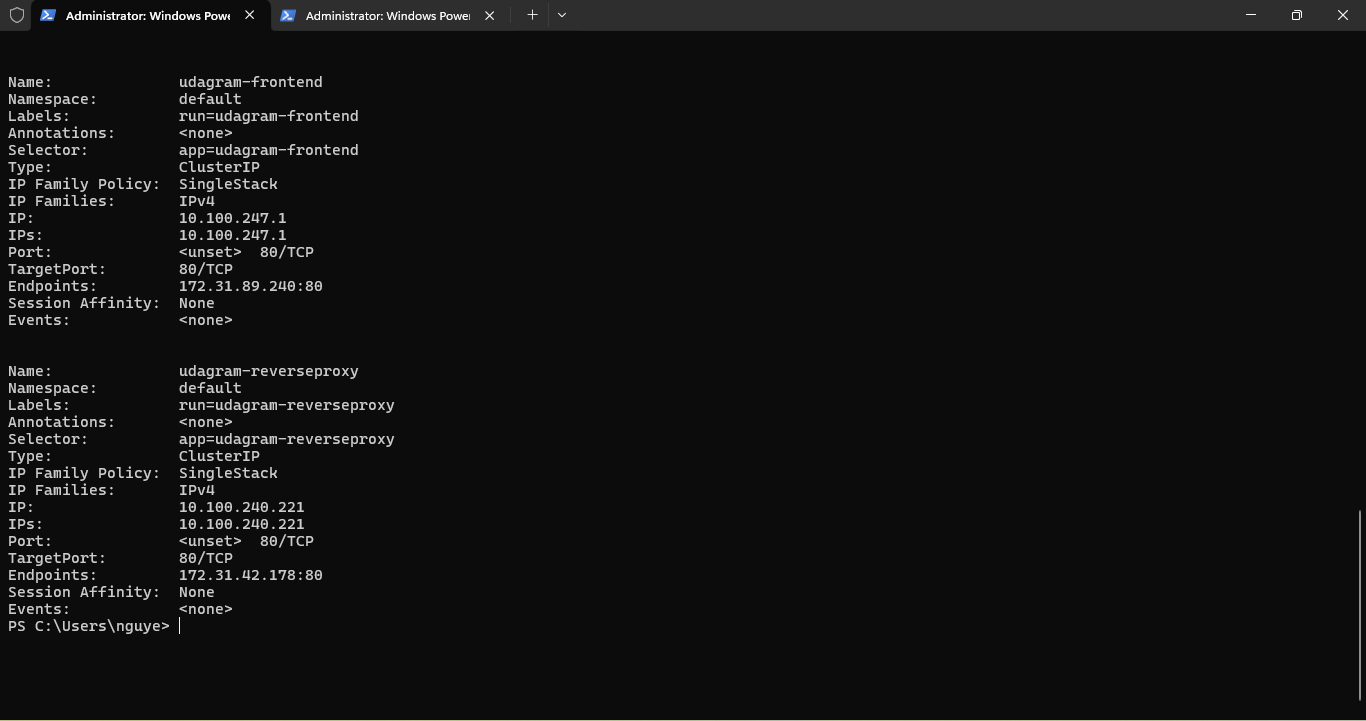 Administrator: Windows Powe
Administrator: Windows Power
Name: udagram-frontend
Namespace: default
Labels: run=udagram-frontend
Annotations: <none>
Selector: app=udagram-frontend
Type: ClusterIP
IP Family Policy: SingleStack
IP Families: IPv4
IP: 10.100.247.1
IPs: 10.100.247.1
Port: <unset> 80/TCP
TargetPort: 80/TCP
Endpoints: 172.31.89.240:80
Session Affinity: None
Events: <none>
Name: udagram-reverseproxy
Namespace: default
Labels: run=udagram-reverseproxy
Annotations: <none>
Selector: app=udagram-reverseproxy
Type: ClusterIP
IP Family Policy: SingleStack
IP Families: IPv4
IP: 10.100.240.221
IPs: 10.100.240.221
Port: <unset> 80/TCP
TargetPort: 80/TCP
Endpoints: 172.31.42.178:80
Session Affinity: None
Events: <none>
PS C:\Users\nguye>